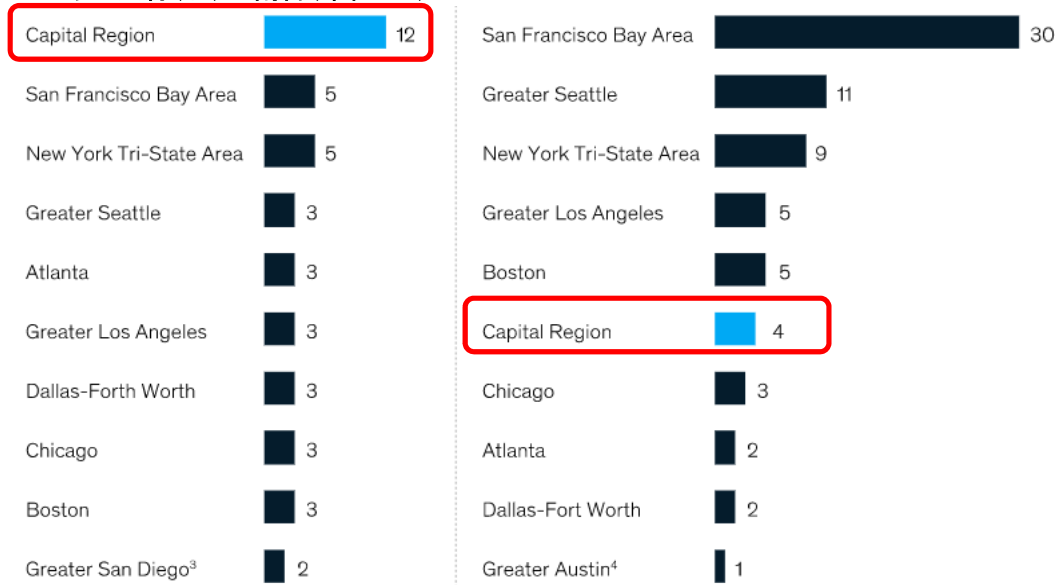 Capital Region 12
San Francisco Bay Area 5
New York Tri-State Area 5
Greater Seattle 3
Atlanta 3
Greater Los Angeles 3
Dallas-Forth Worth 3
Chicago 3
Boston 3
Greater San Diego³ 2
San Francisco Bay Area 30
Greater Seattle 11
New York Tri-State Area 9
Greater Los Angeles 5
Boston 5
Capital Region 4
Chicago 3
Atlanta 2
Dallas-Fort Worth 2
Greater Austin⁴ 1